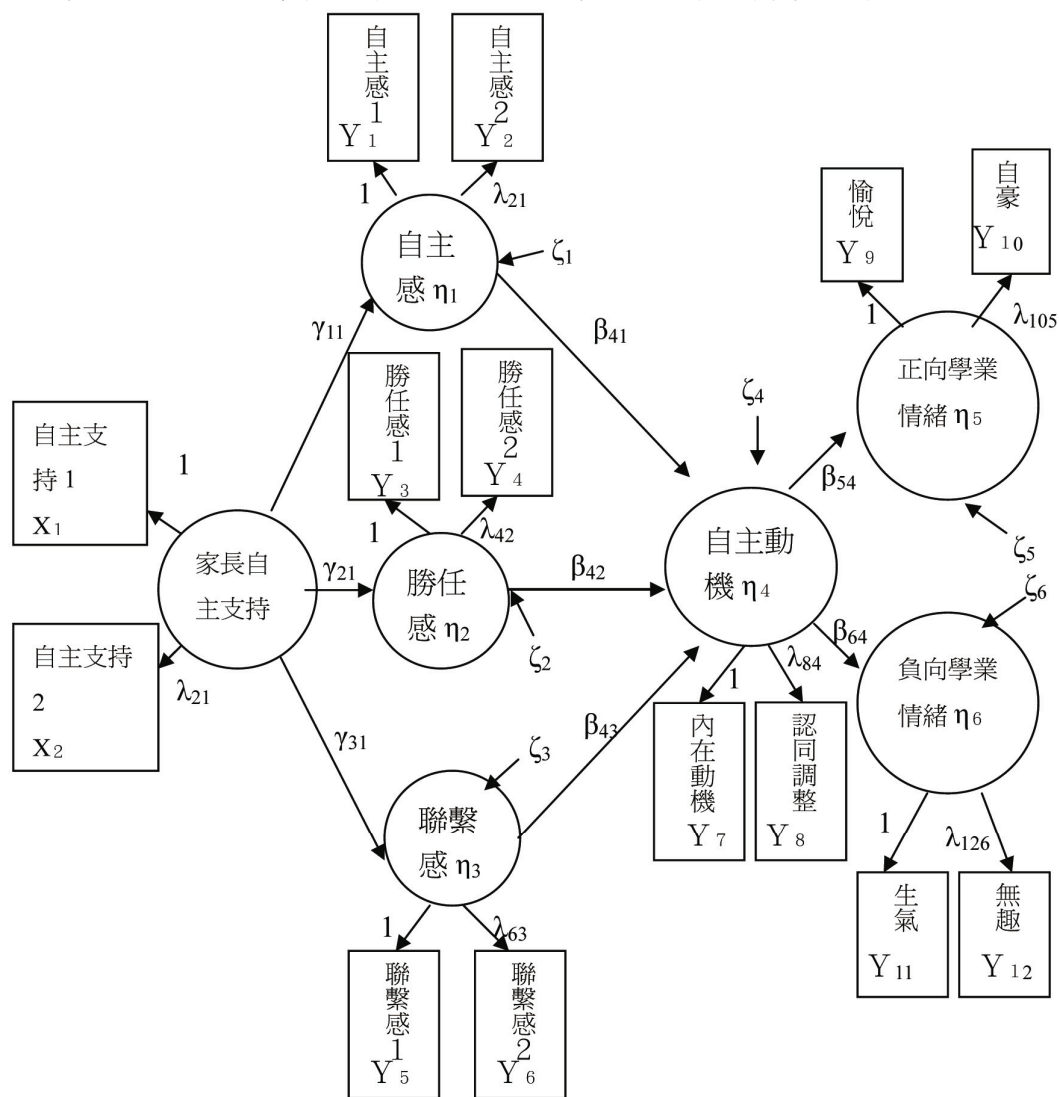 自主感1
Y1
自主感2
Y2
1
λ21
自主
感 η1
ζ1
γ11
β41
愉悅
Y9
自豪
Y10
1
λ105
正向學業
情緒 η5
ζ5
勝任感1
Y3
勝任感2
Y4
1
λ42
勝任
感 η2
ζ2
γ21
β42
自主支
持 1
X1
1
家長自
主支持
自主支持
2
X2
λ21
ζ4
自主動
機 η4
β54
β64
ζ6
負向學業
情緒 η6
1
λ84
內在動機
Y7
認同調整
Y8
γ31
β43
ζ3
聯繫
感 η3
1
λ63
聯繫感1
Y5
聯繫感2
Y6
1
λ126
生氣
Y11
無趣
Y12